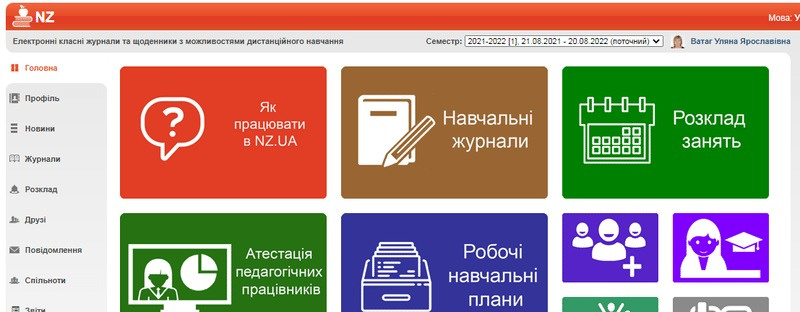 NZ
Мова: У
Електронні класні журнали та щоденники з можливостями дистанційного навчання
Семестр: 2021-2022 [1], 21.08.2021 - 20.08.2022 (поточний)
Ватаг Уляна Ярославівна
Головна
Профіль
Новини
Журнали
Розклад
Друзі
Повідомлення
Спільноти
Звіти
Як
працювати
в NZ.UA
Навчальні
журнали
Розклад
занять
Атестація
педагогічних
працівників
Робочі
навчальні
плани